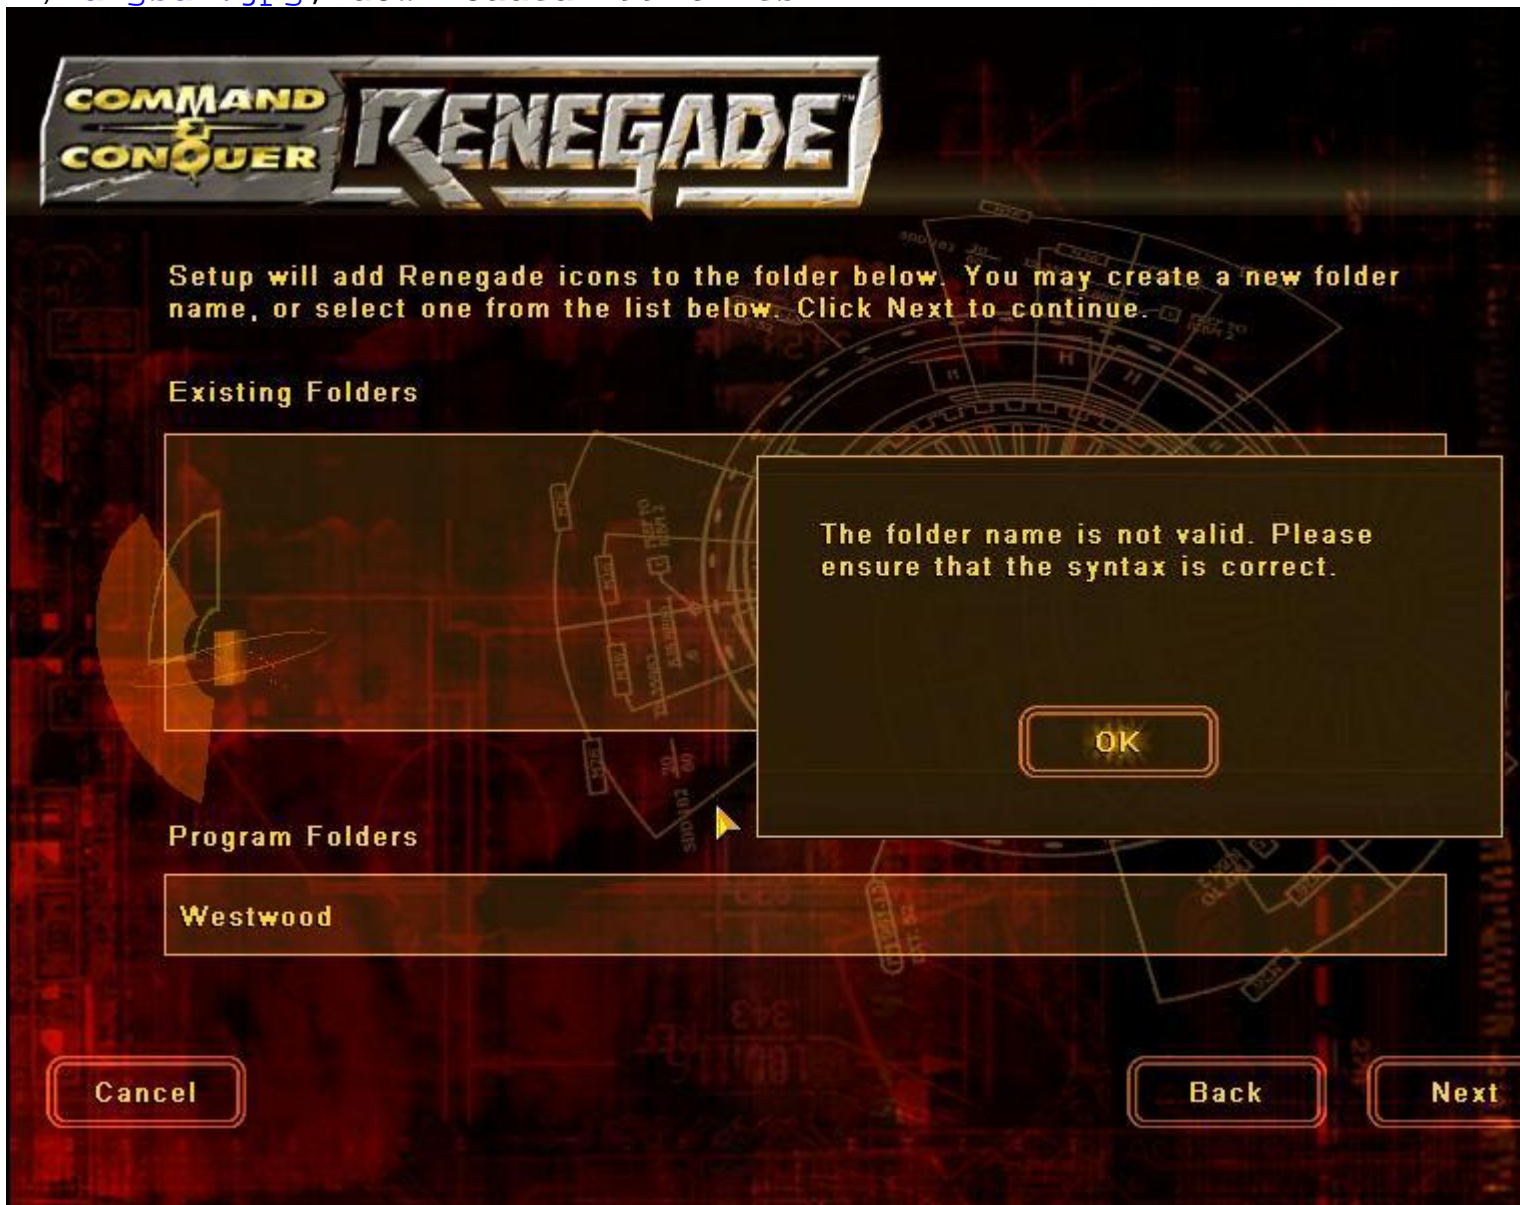 COMMAND
&
CONQUER
RENEGADE™
Setup will add Renegade icons to the folder below. You may create a new folder
name, or select one from the list below. Click Next to continue.
Existing Folders
The folder name is not valid. Please
ensure that the syntax is correct.
OK
Program Folders
Westwood
Cancel
Back
Next